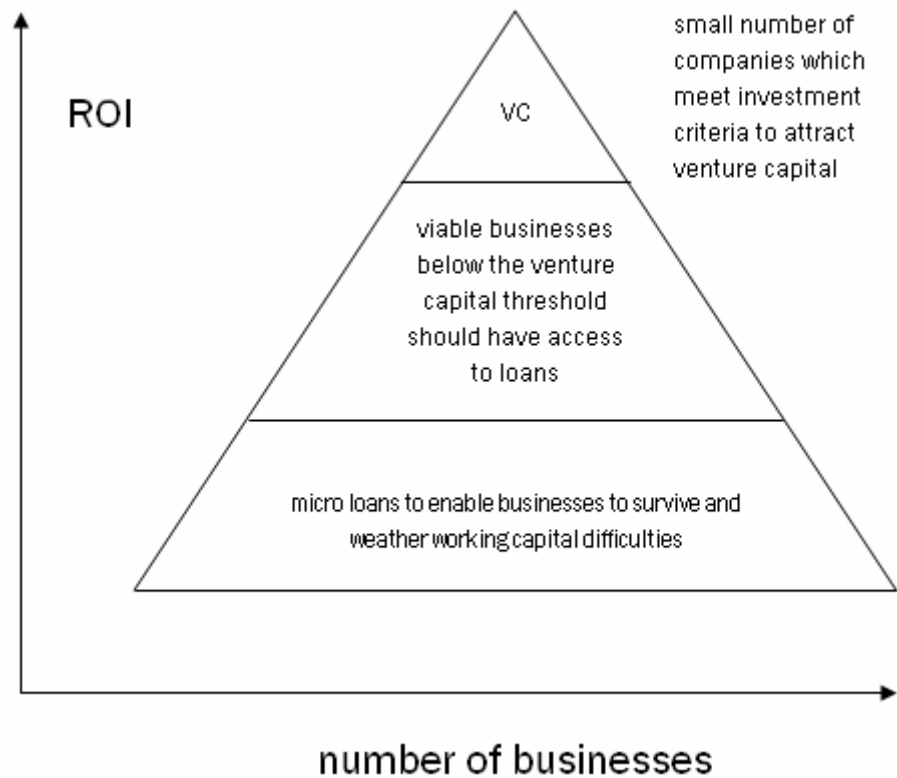 ROI
small number of
companies which
meet investment
criteria to attract
venture capital
VC
viable businesses
below the venture
capital threshold
should have access
to loans
micro loans to enable businesses to survive and
weather working capital difficulties
number of businesses